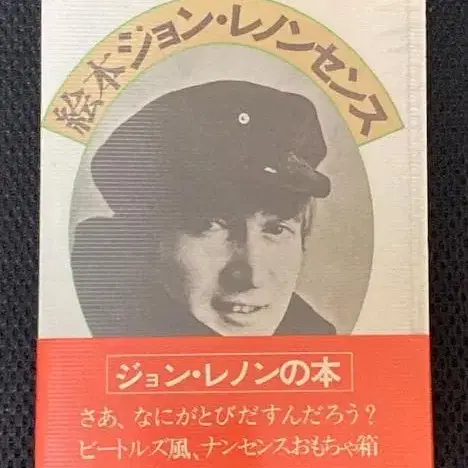 絵本ジョン・レノンセンス
ジョン・レノンの本
さあ、なにがとびだすんだろう？
ビートルズ風、ナンセンスおもちゃ箱